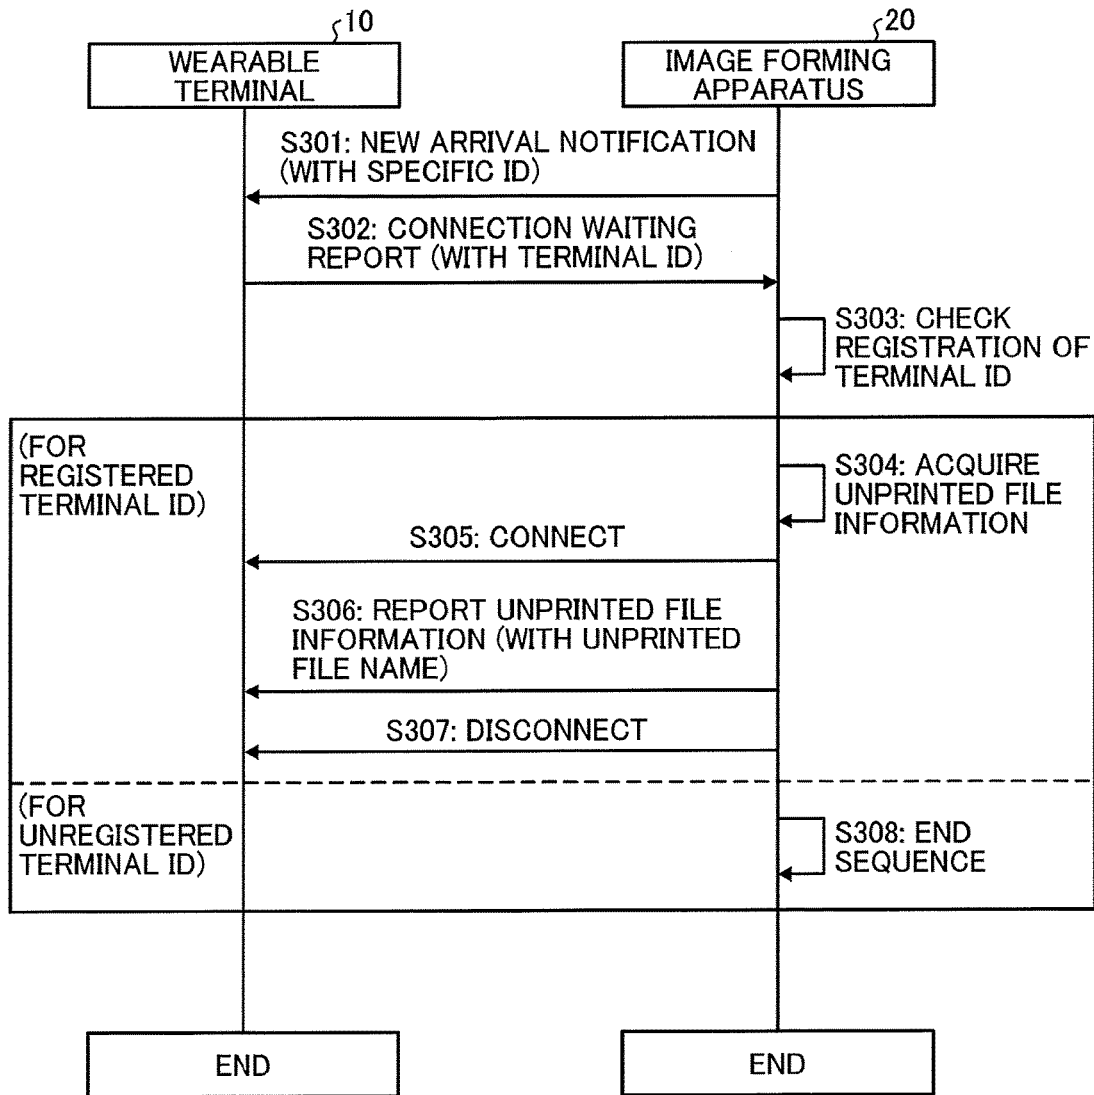 10
20
WEARABLE
TERMINAL
IMAGE FORMING
APPARATUS
S301: NEW ARRIVAL NOTIFICATION
(WITH SPECIFIC ID)
S302: CONNECTION WAITING
REPORT (WITH TERMINAL ID)
S303: CHECK
REGISTRATION OF
TERMINAL ID
(FOR
REGISTERED
TERMINAL ID)
S304: ACQUIRE
UNPRINTED FILE
INFORMATION
S305: CONNECT
S306: REPORT UNPRINTED FILE
INFORMATION (WITH UNPRINTED
FILE NAME)
S307: DISCONNECT
(FOR
UNREGISTERED
TERMINAL ID)
S308: END
SEQUENCE
END
END